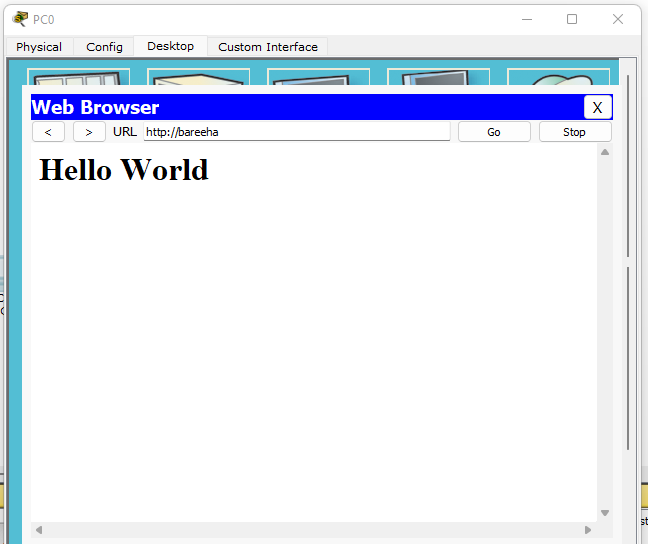 PC0
Physical Config Desktop Custom Interface
Web Browser X
< > URL http://bareeha Go Stop
Hello World